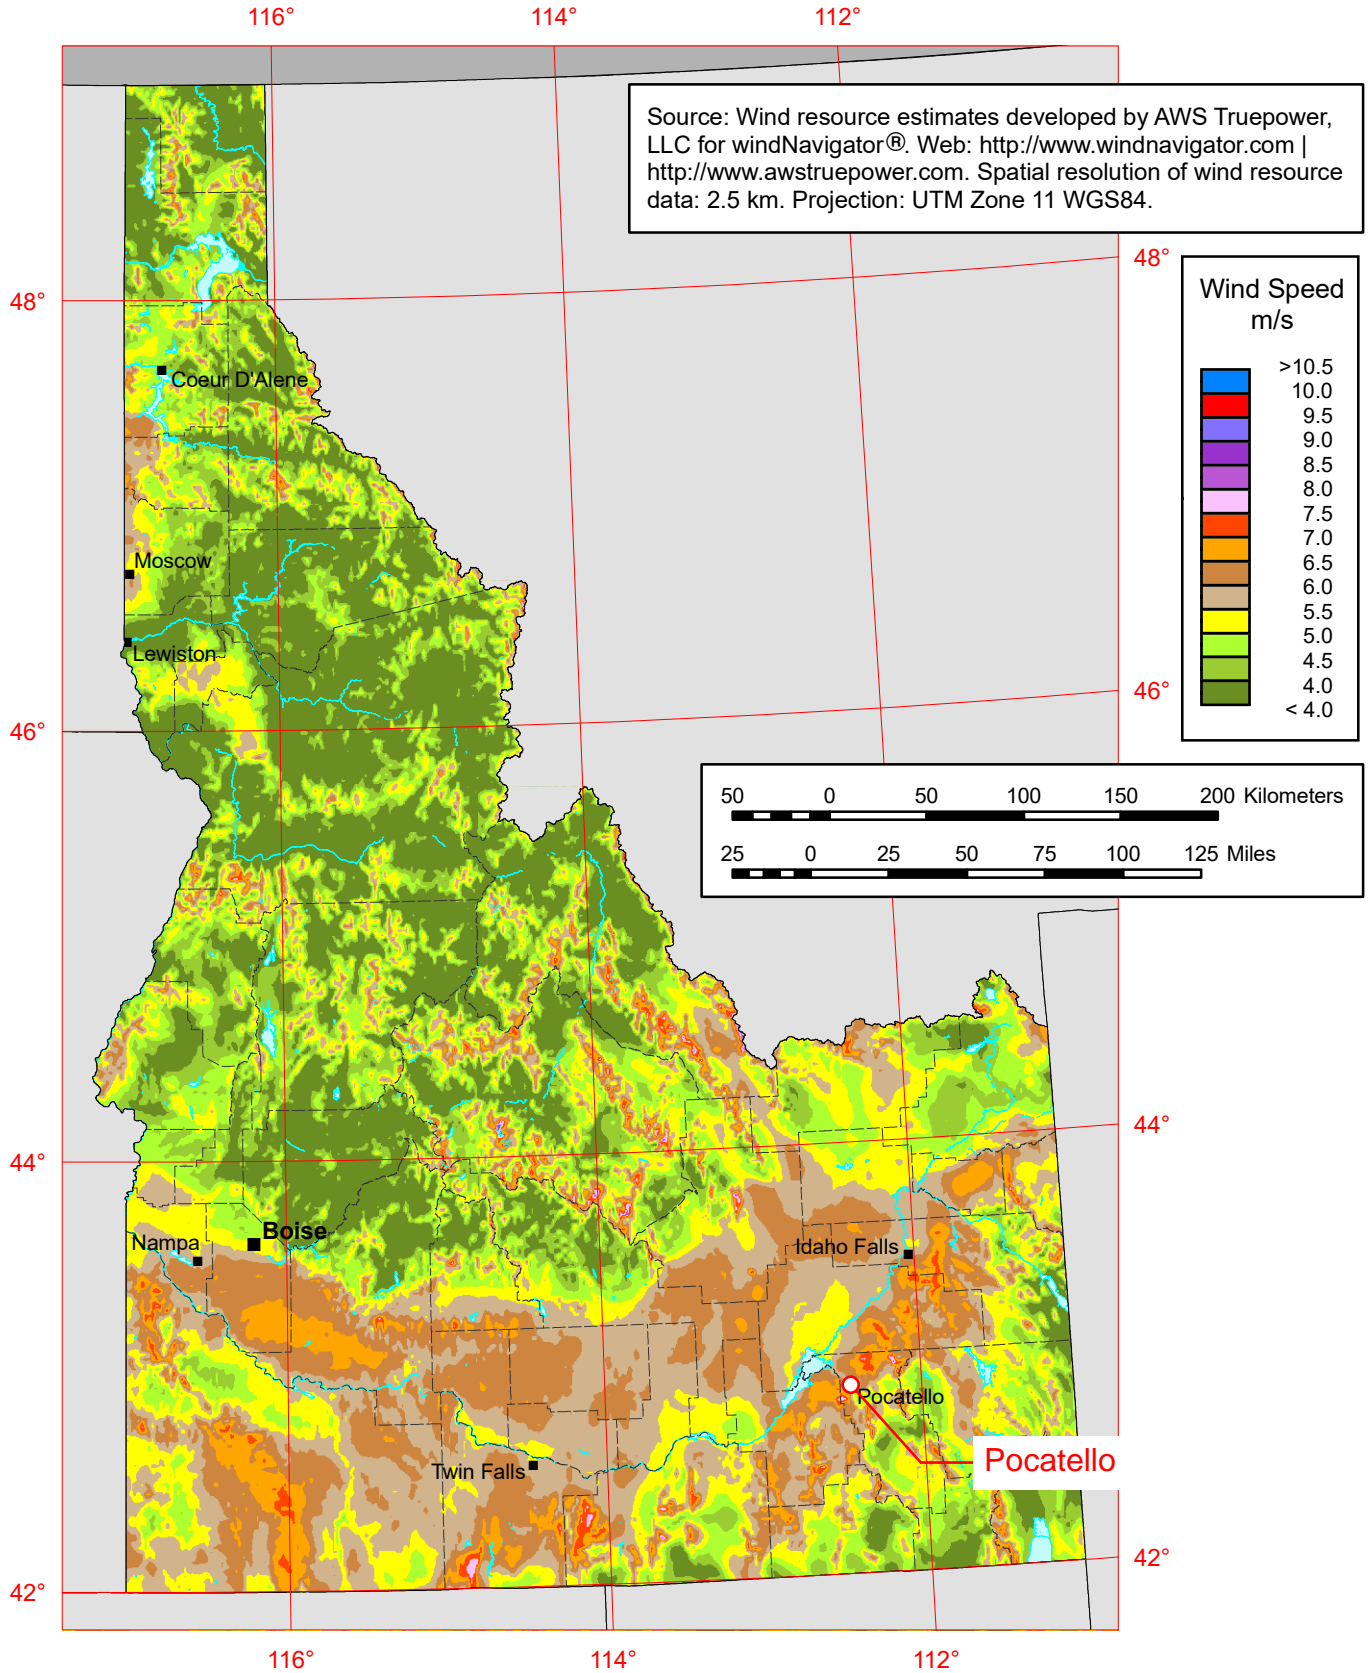 116°
114°
112°
Source: Wind resource estimates developed by AWS Truepower,
LLC for windNavigator®. Web: http://www.windnavigator.com |
http://www.awstruepower.com. Spatial resolution of wind resource
data: 2.5 km. Projection: UTM Zone 11 WGS84.
48°
48°
Wind Speed
m/s
>10.5
10.0
9.5
9.0
8.5
8.0
7.5
7.0
6.5
6.0
5.5
5.0
4.5
4.0
< 4.0
Coeur D'Alene
Moscow
Lewiston
46°
46°
50 0 50 100 150 200 Kilometers
25 0 25 50 75 100 125 Miles
44°
44°
Boise
Nampa
Idaho Falls
Pocatello
Pocatello
Twin Falls
42°
42°
116°
114°
112°